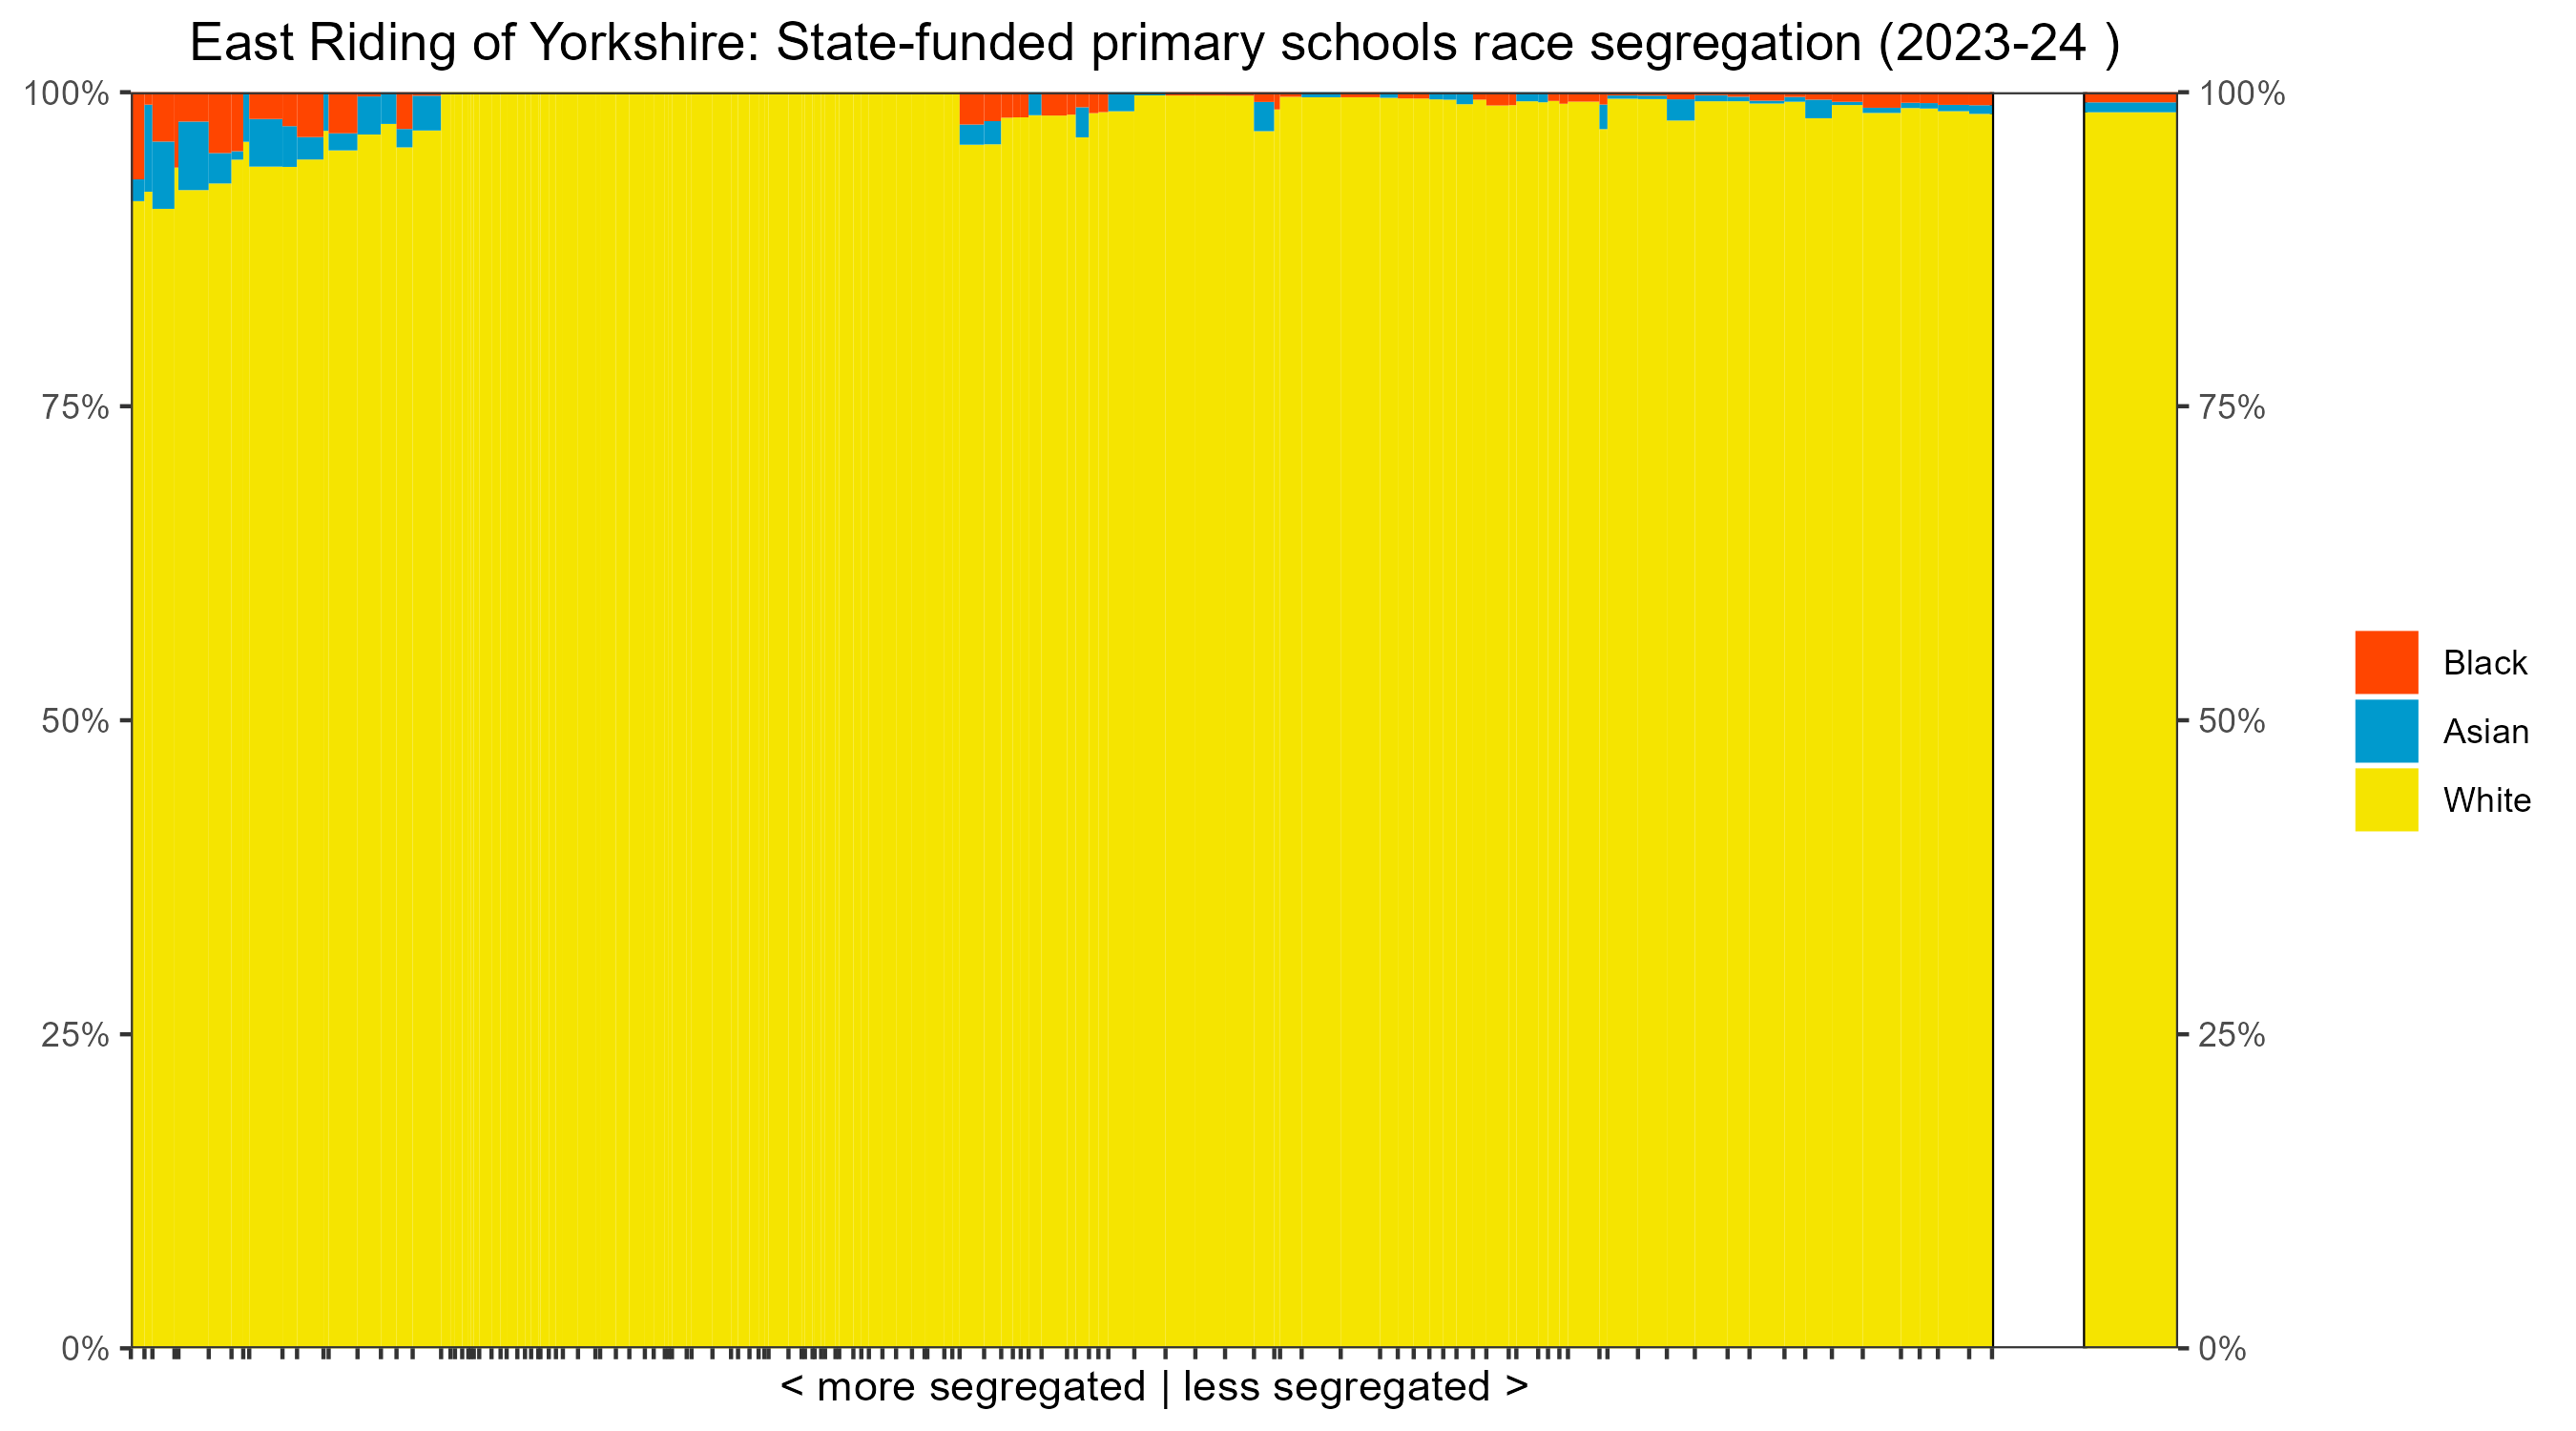 East Riding of Yorkshire: State-funded primary schools race segregation (2023-24 )
100%
75%
50%
25%
0%
100%
75%
50%
25%
0%
Black
Asian
White
< more segregated | less segregated >